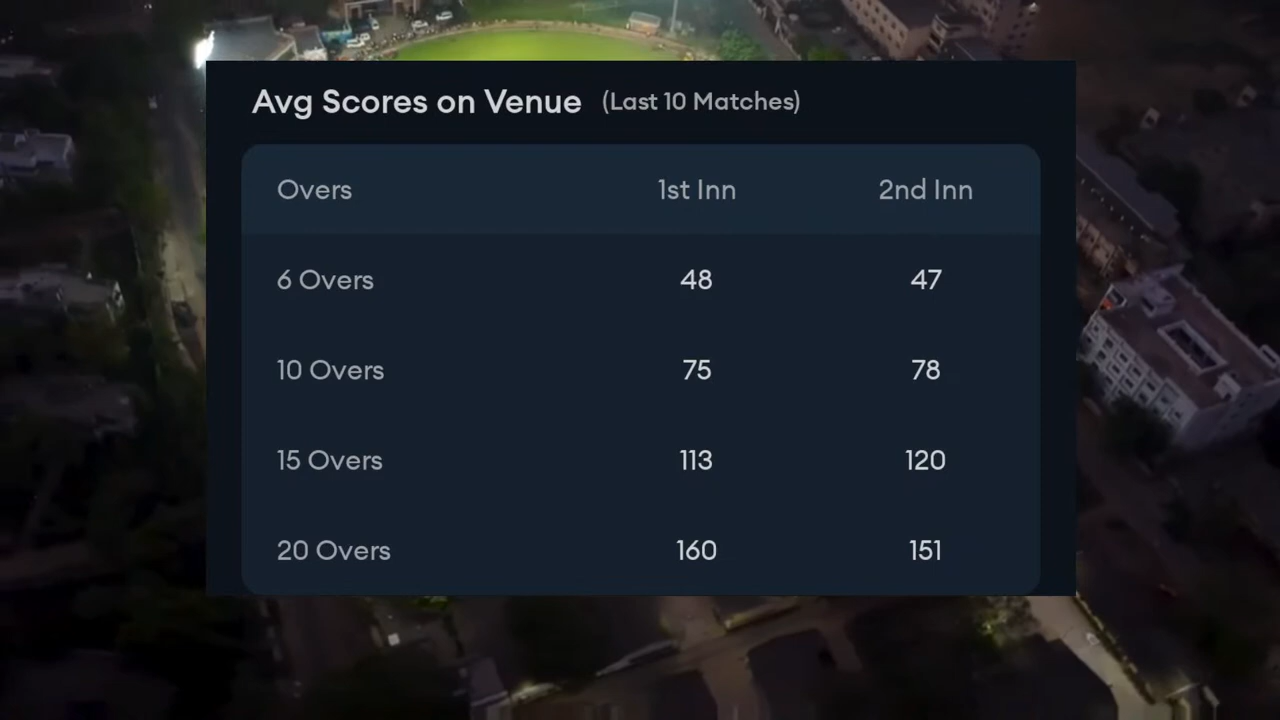 Avg Scores on Venue (Last 10 Matches)
Overs 1st Inn 2nd Inn
6 Overs 48 47
10 Overs 75 78
15 Overs 113 120
20 Overs 160 151